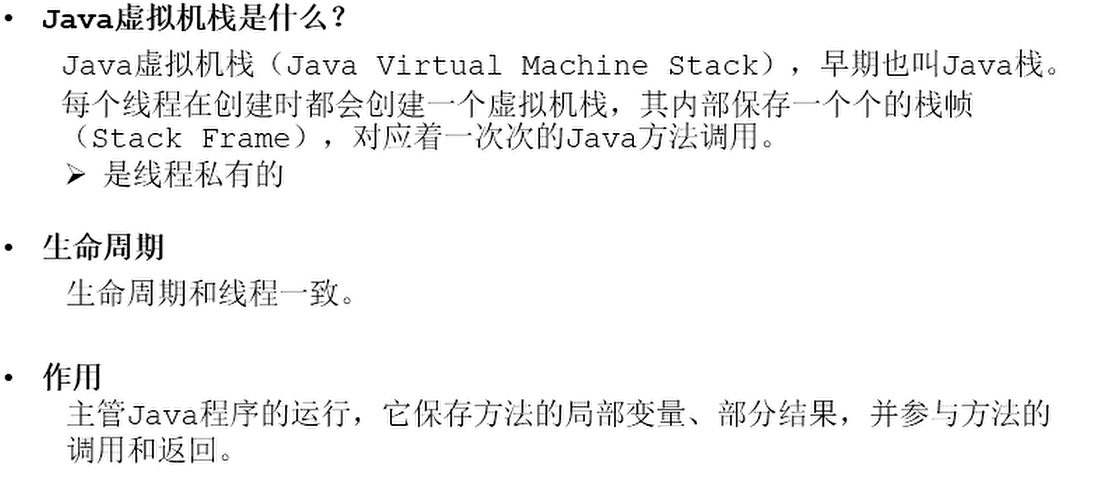 • Java虚拟机栈是什么？
Java虚拟机栈（Java Virtual Machine Stack），早期也叫Java栈。
每个线程在创建时都会创建一个虚拟机栈，其内部保存一个个的栈帧
（Stack Frame），对应着一次次的Java方法调用。
➢ 是线程私有的
• 生命周期
生命周期和线程一致。
• 作用
主管Java程序的运行，它保存方法的局部变量、部分结果，并参与方法的
调用和返回。